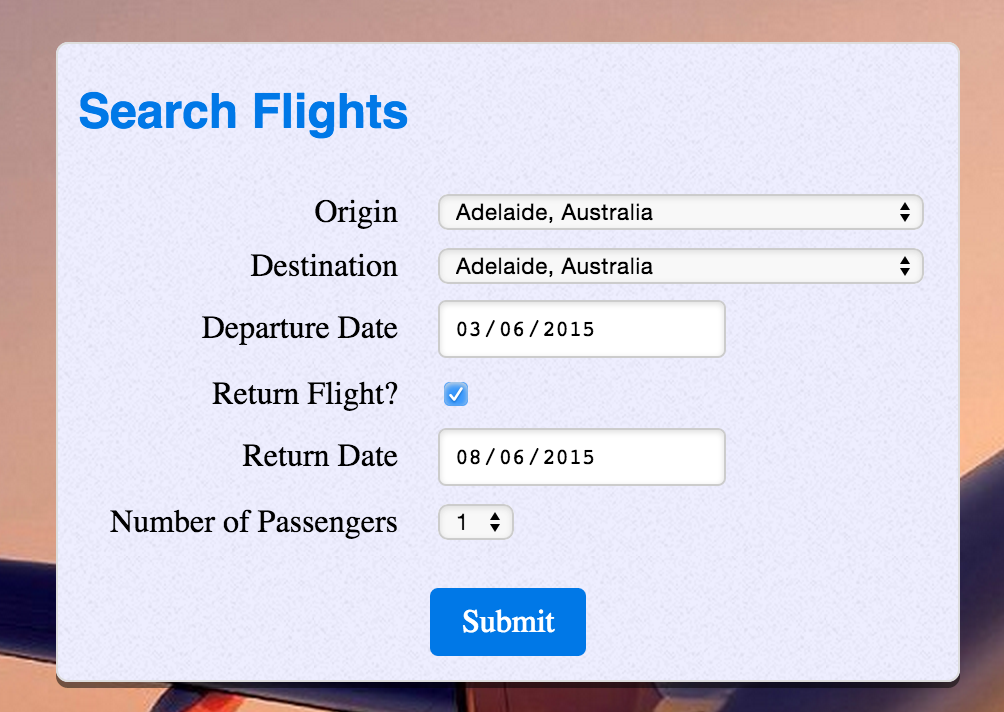 Search Flights
Origin Adelaide, Australia
Destination Adelaide, Australia
Departure Date 03/06/2015
Return Flight?
Return Date 08/06/2015
Number of Passengers 1
Submit